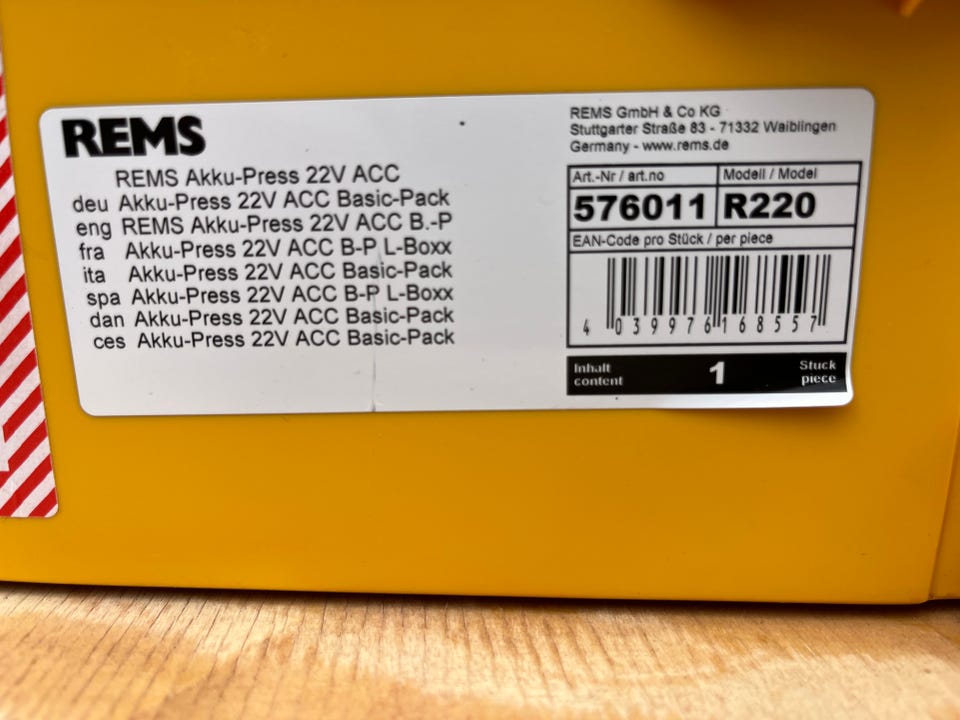 REMS
REMS Akku-Press 22V ACC
deu Akku-Press 22V ACC Basic-Pack
eng REMS Akku-Press 22V ACC B.-P
fra Akku-Press 22V ACC B-P L-Boxx
ita Akku-Press 22V ACC Basic-Pack
spa Akku-Press 22V ACC B-P L-Boxx
dan Akku-Press 22V ACC Basic-Pack
ces Akku-Press 22V ACC Basic-Pack
REMS GmbH & Co KG
Stuttgarter Straße 83 - 71332 Waiblingen
Germany - www.rems.de
Art.-Nr / art.no Modell / Model
576011 R220
EAN-Code pro Stück / per piece
4 039976 168557
Inhalt 1 Stuck
content piece